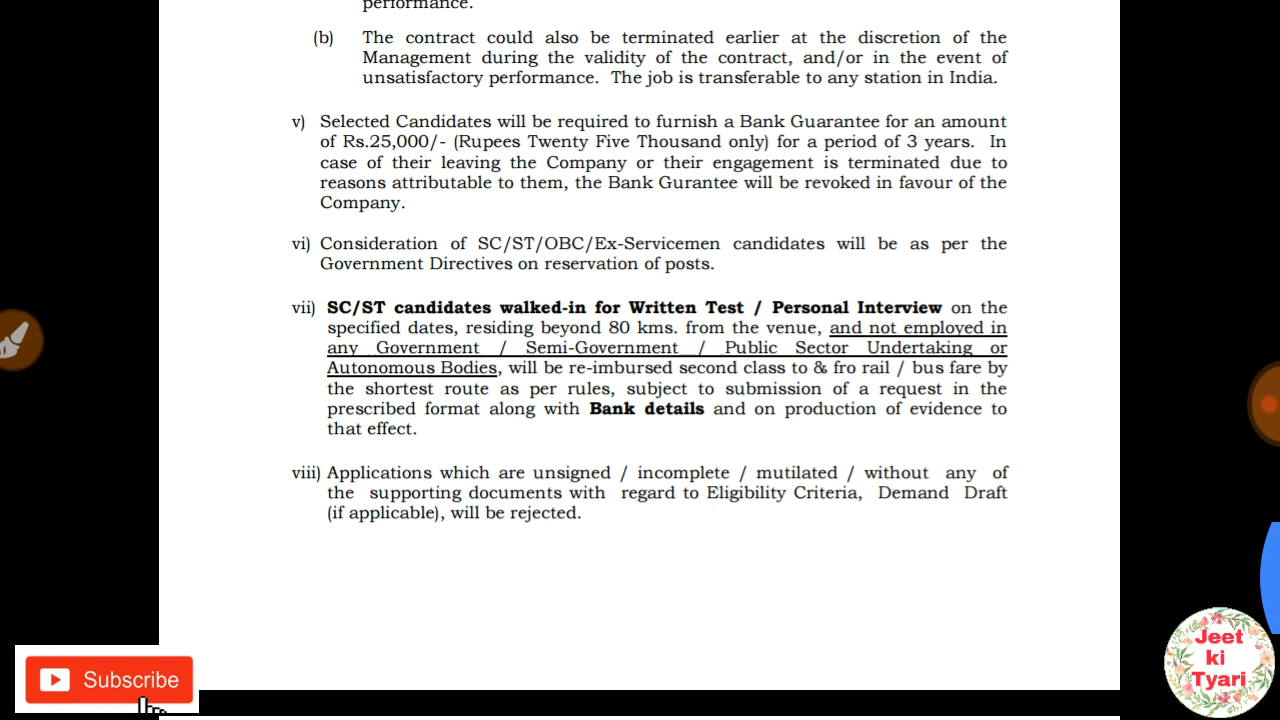 performance.
(b) The contract could also be terminated earlier at the discretion of the
Management during the validity of the contract, and/or in the event of
unsatisfactory performance. The job is transferable to any station in India.
v) Selected Candidates will be required to furnish a Bank Guarantee for an amount
of Rs.25,000/- (Rupees Twenty Five Thousand only) for a period of 3 years. In
case of their leaving the Company or their engagement is terminated due to
reasons attributable to them, the Bank Gurantee will be revoked in favour of the
Company.
vi) Consideration of SC/ST/OBC/Ex-Servicemen candidates will be as per the
Government Directives on reservation of posts.
vii) SC/ST candidates walked-in for Written Test / Personal Interview on the
specified dates, residing beyond 80 kms. from the venue, and not employed in
any Government / Semi-Government / Public Sector Undertaking or
Autonomous Bodies, will be re-imbursed second class to & fro rail / bus fare by
the shortest route as per rules, subject to submission of a request in the
prescribed format along with Bank details and on production of evidence to
that effect.
viii) Applications which are unsigned / incomplete / mutilated / without any of
the supporting documents with regard to Eligibility Criteria, Demand Draft
(if applicable), will be rejected.
Subscribe
Jeet
ki
Tyari